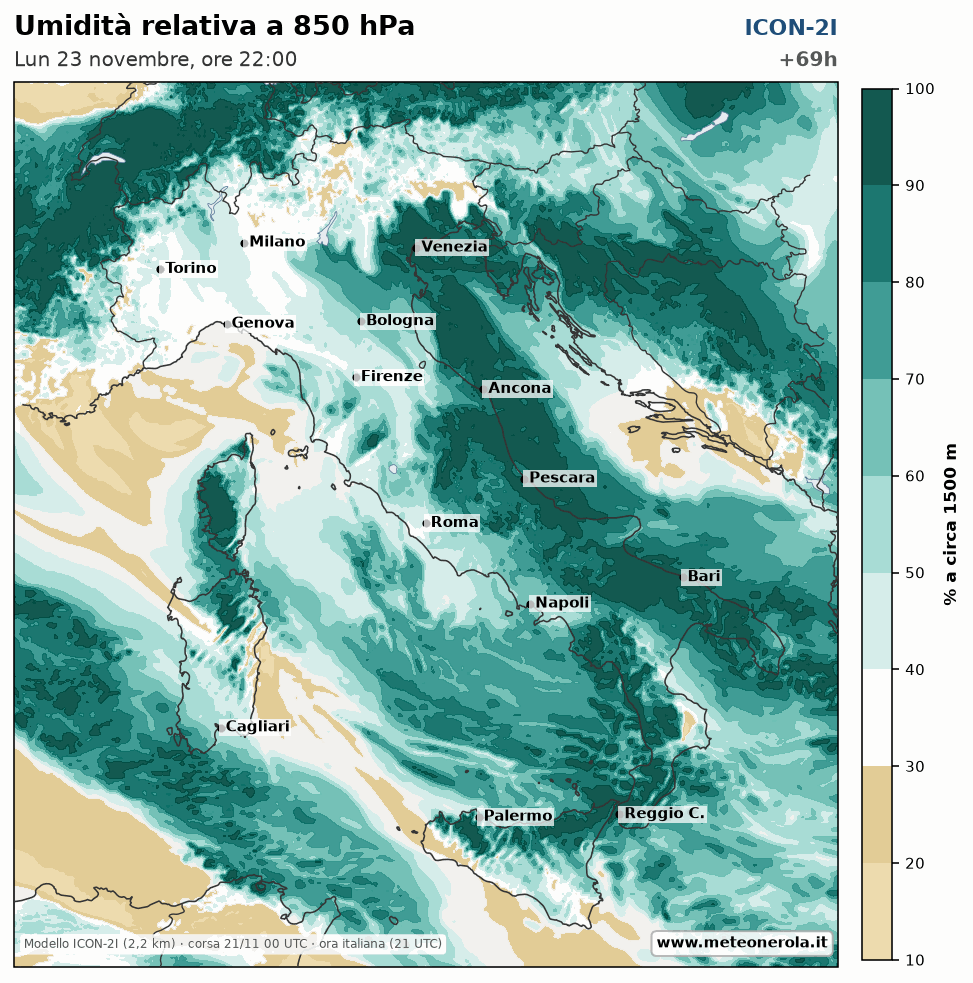 Umidità relativa a 850 hPa
ICON-2I
Lun 23 novembre, ore 22:00
+69h
Milano
Venezia
Torino
Genova
Bologna
Firenze
Ancona
Pescara
Roma
Bari
Napoli
Cagliari
Palermo
Reggio C.
Modello ICON-2I (2,2 km) · corsa 21/11 00 UTC · ora italiana (21 UTC)
www.meteonerola.it
100
90
80
70
60
50
40
30
20
10
% a circa 1500 m